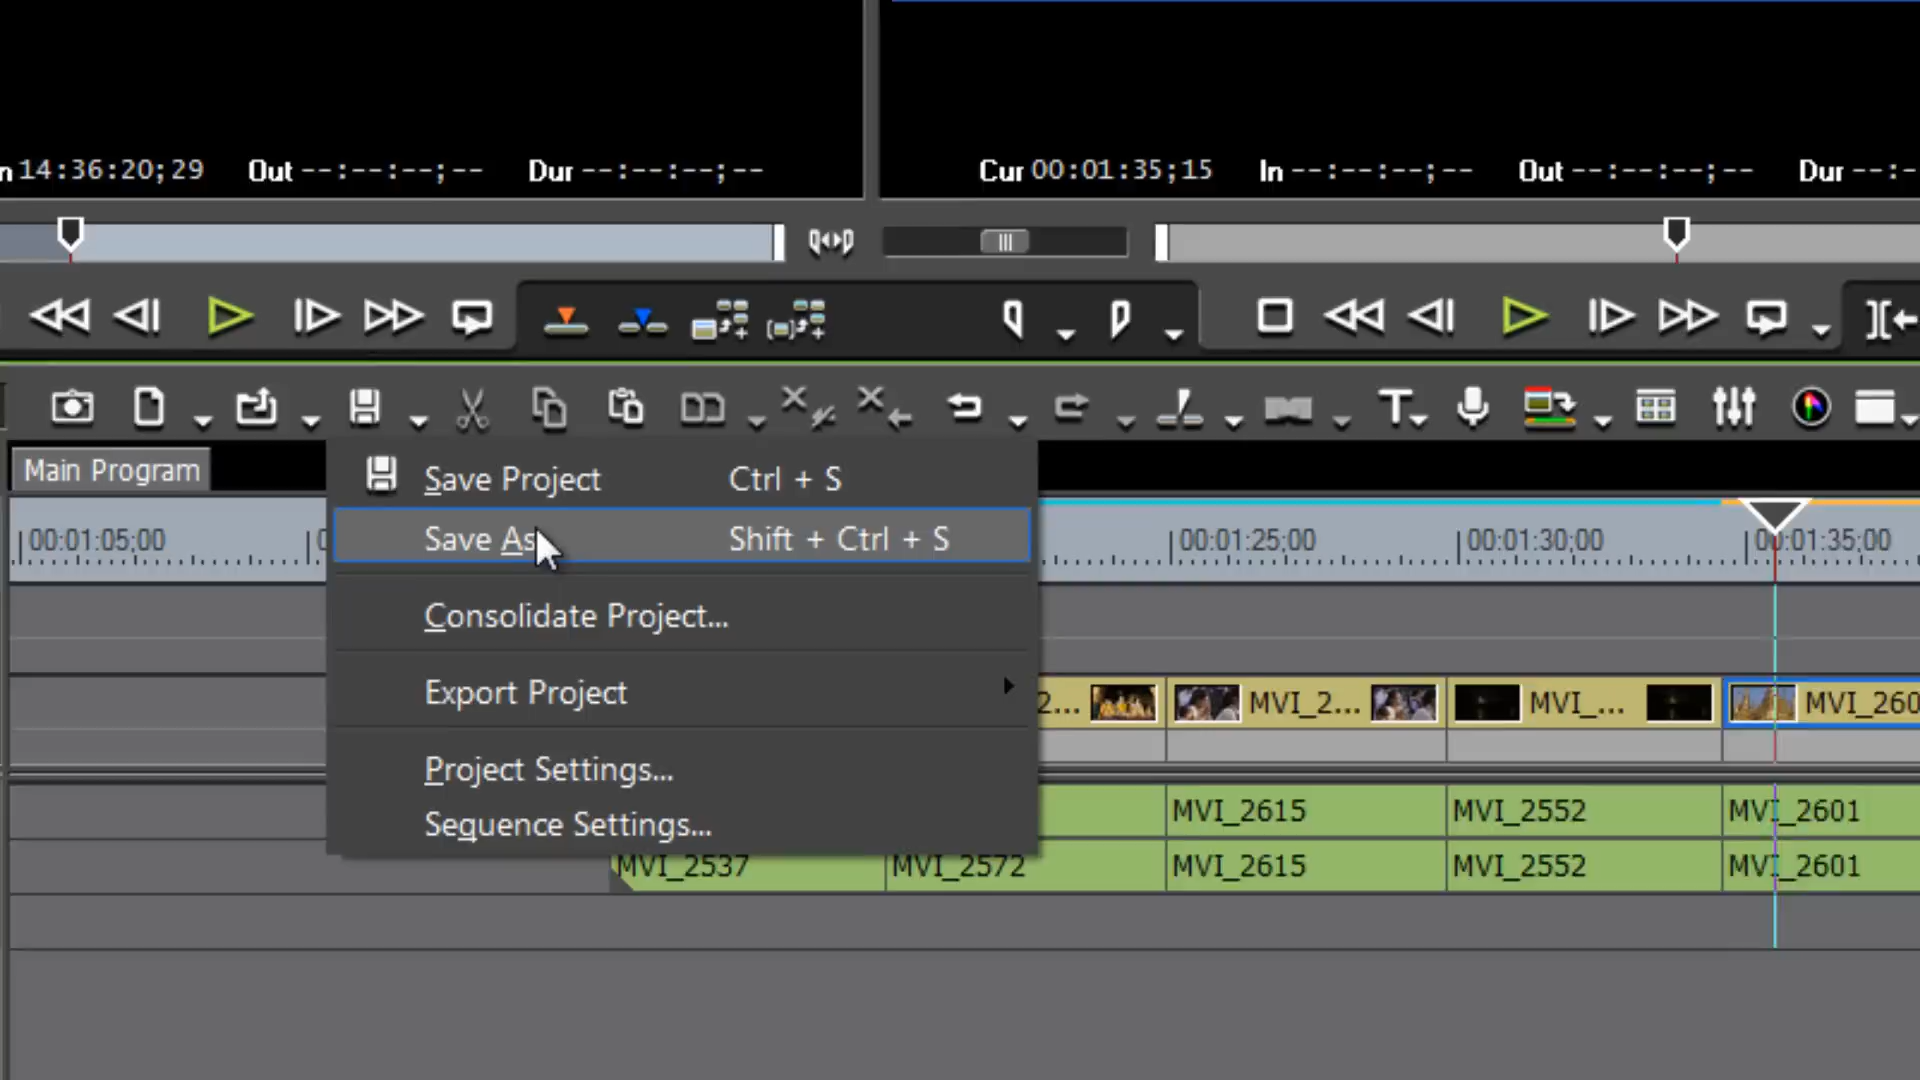 14:36:20;29 Out --:--:--;-- Dur --:--:--;--
Cur 00:01:35;15 In --:--:--;-- Out --:--:--;-- Dur --:-
Main Program
Save Project Ctrl + S
Save As Shift + Ctrl + S
Consolidate Project...
Export Project
Project Settings...
Sequence Settings...
00:01:05;00 00:01:25;00 00:01:30;00 00:01:35;00
2... MVI_2... MVI_... MVI_260
MVI_2615 MVI_2552 MVI_2601
MVI_2537 MVI_2572 MVI_2615 MVI_2552 MVI_2601